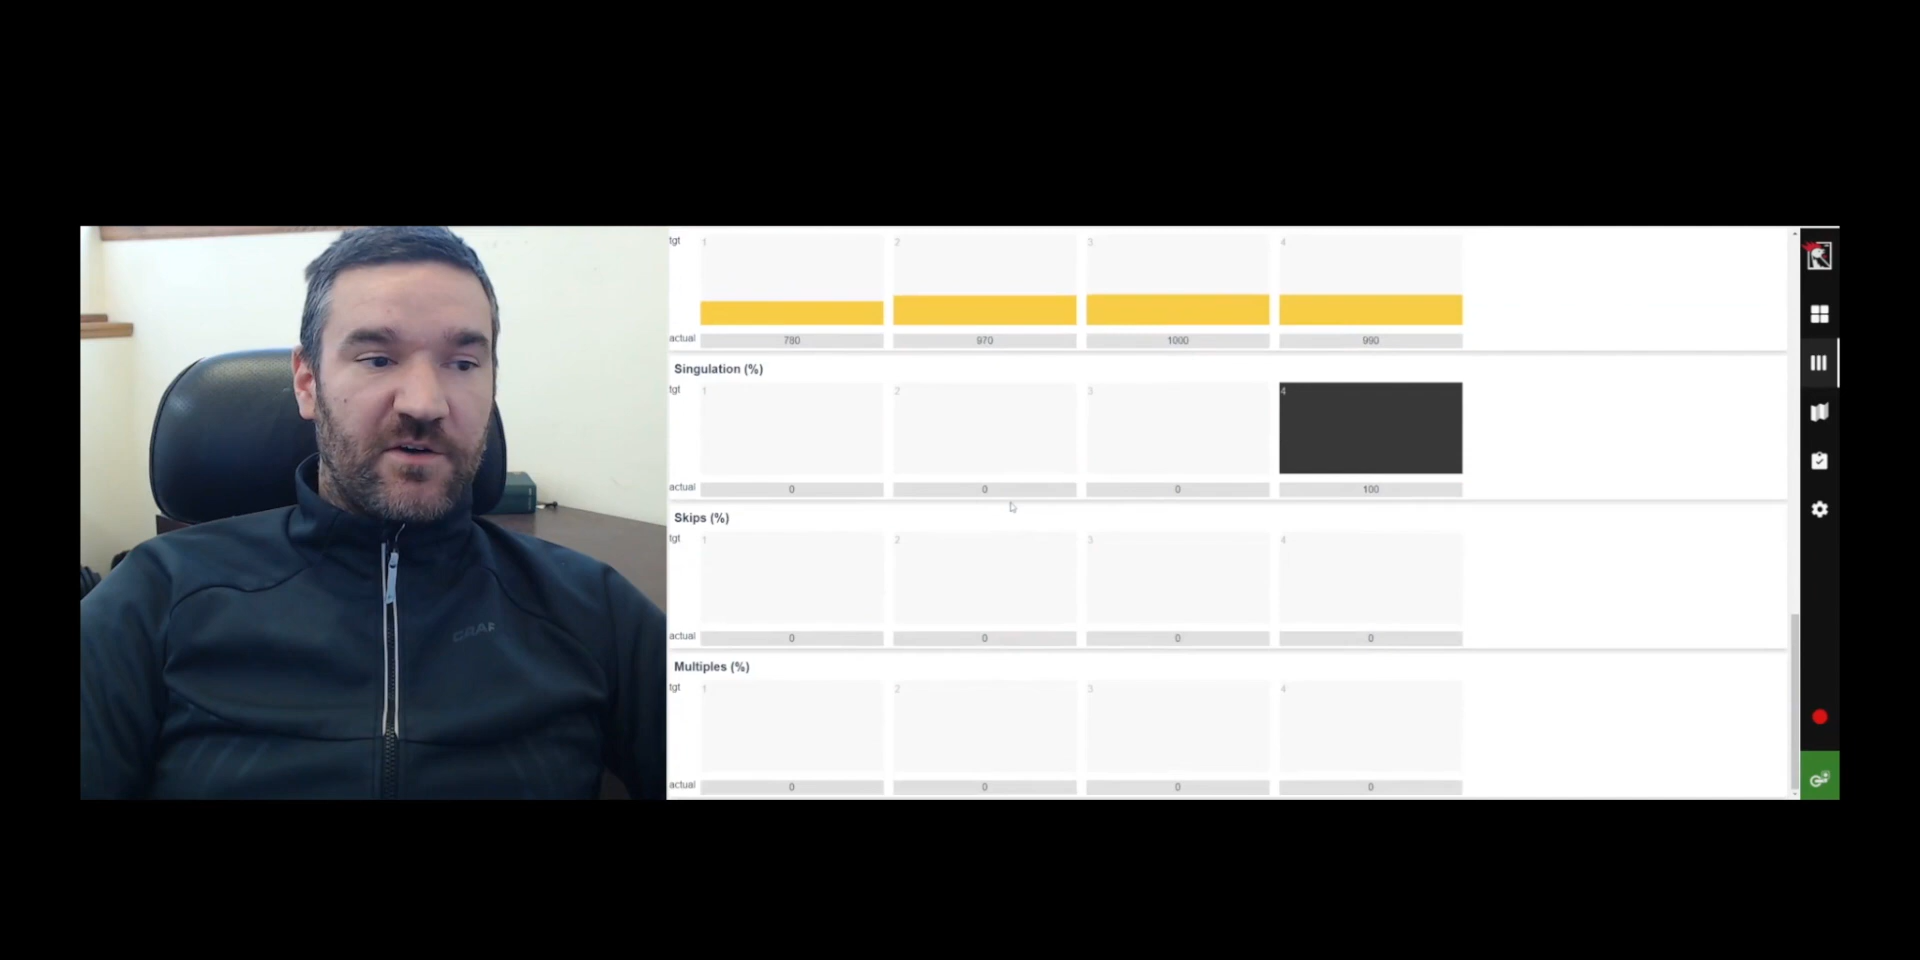 tgt 1 2 3 4
actual 780 970 1000 990
Singulation (%)
tgt 1 2 3 4
actual 0 0 0 100
Skips (%)
tgt 1 2 3 4
actual 0 0 0 0
Multiples (%)
tgt 1 2 3 4
actual 0 0 0 0